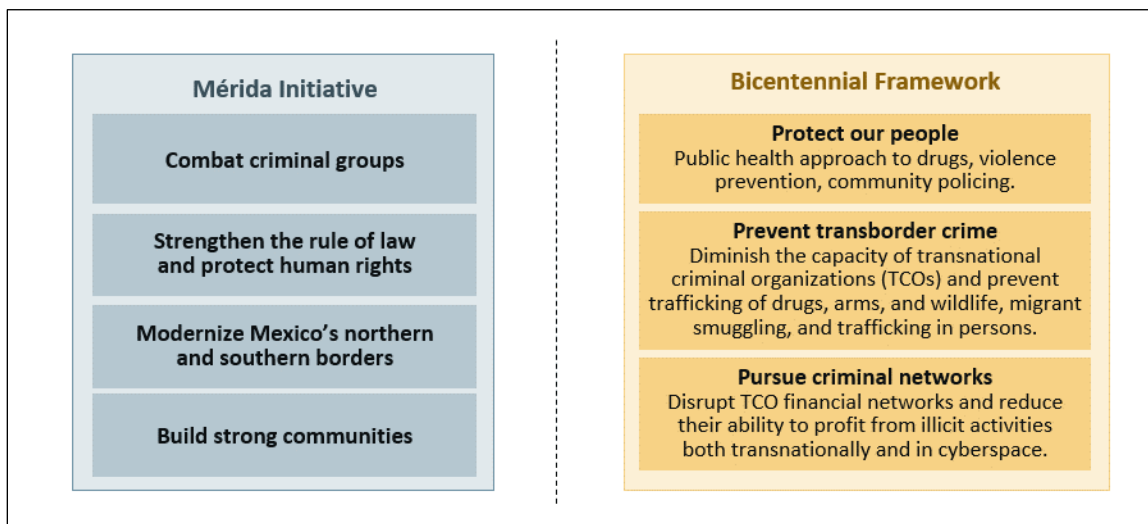 Mérida Initiative
Combat criminal groups
Strengthen the rule of law
and protect human rights
Modernize Mexico’s northern
and southern borders
Build strong communities
Bicentennial Framework
Protect our people
Public health approach to drugs, violence
prevention, community policing.
Prevent transborder crime
Diminish the capacity of transnational
criminal organizations (TCOs) and prevent
trafficking of drugs, arms, and wildlife, migrant
smuggling, and trafficking in persons.
Pursue criminal networks
Disrupt TCO financial networks and reduce
their ability to profit from illicit activities
both transnationally and in cyberspace.